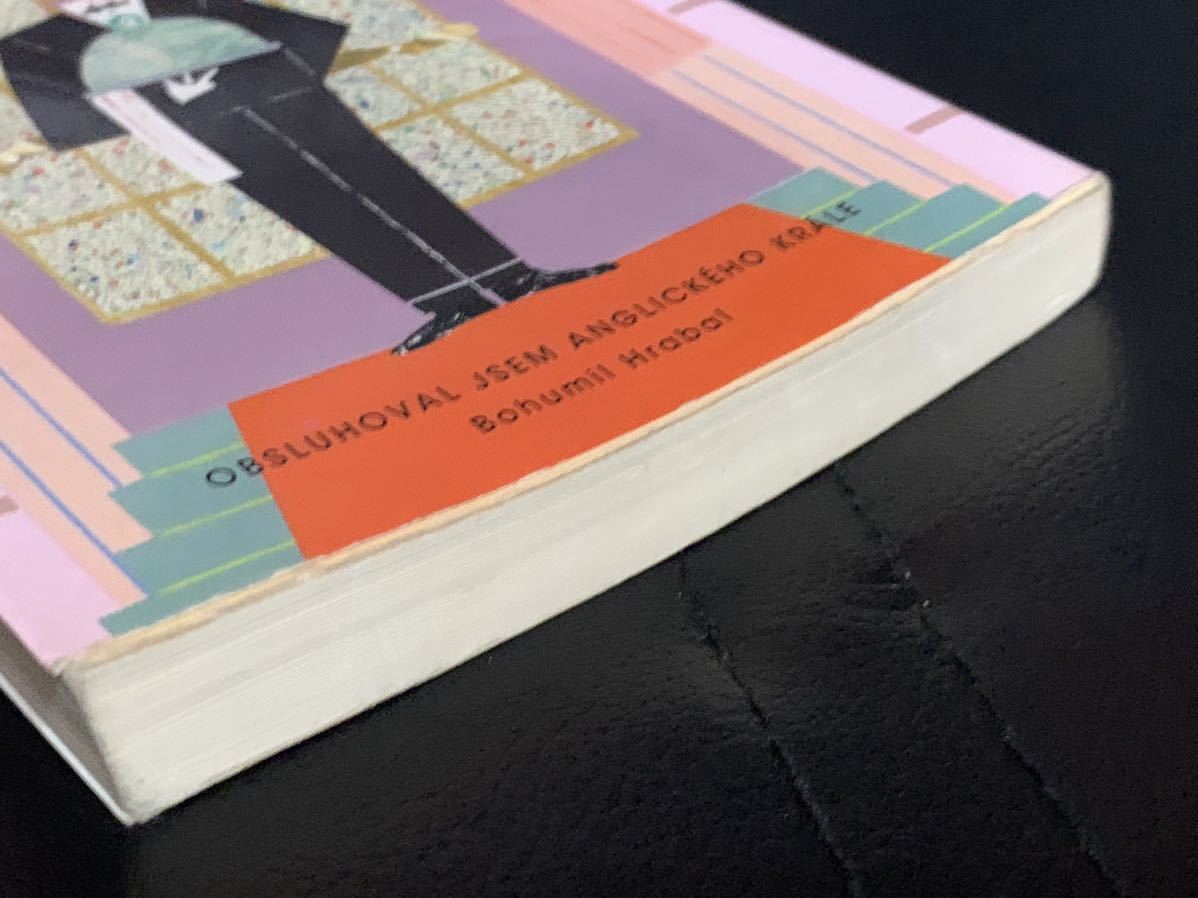 OBSLUHOVAL JSEM ANGLICKÉHO KRÁLE
Bohumil Hrabal